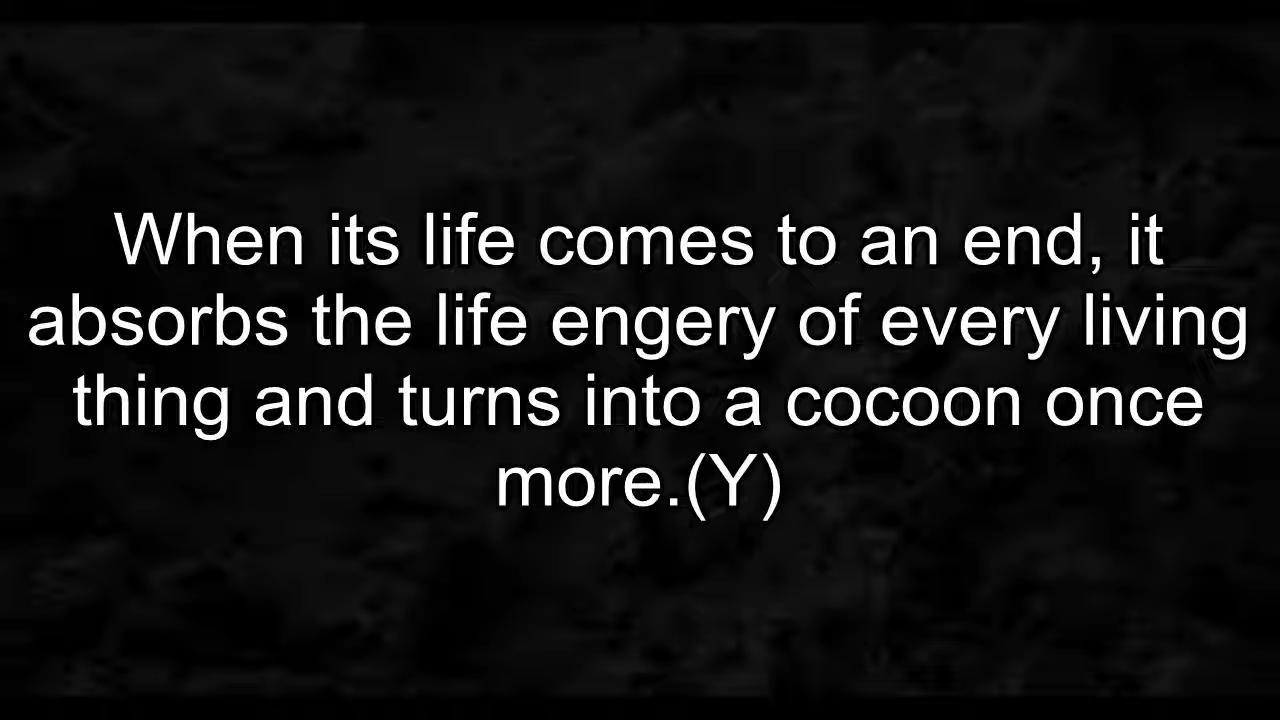 When its life comes to an end, it
absorbs the life engery of every living
thing and turns into a cocoon once
more.(Y)